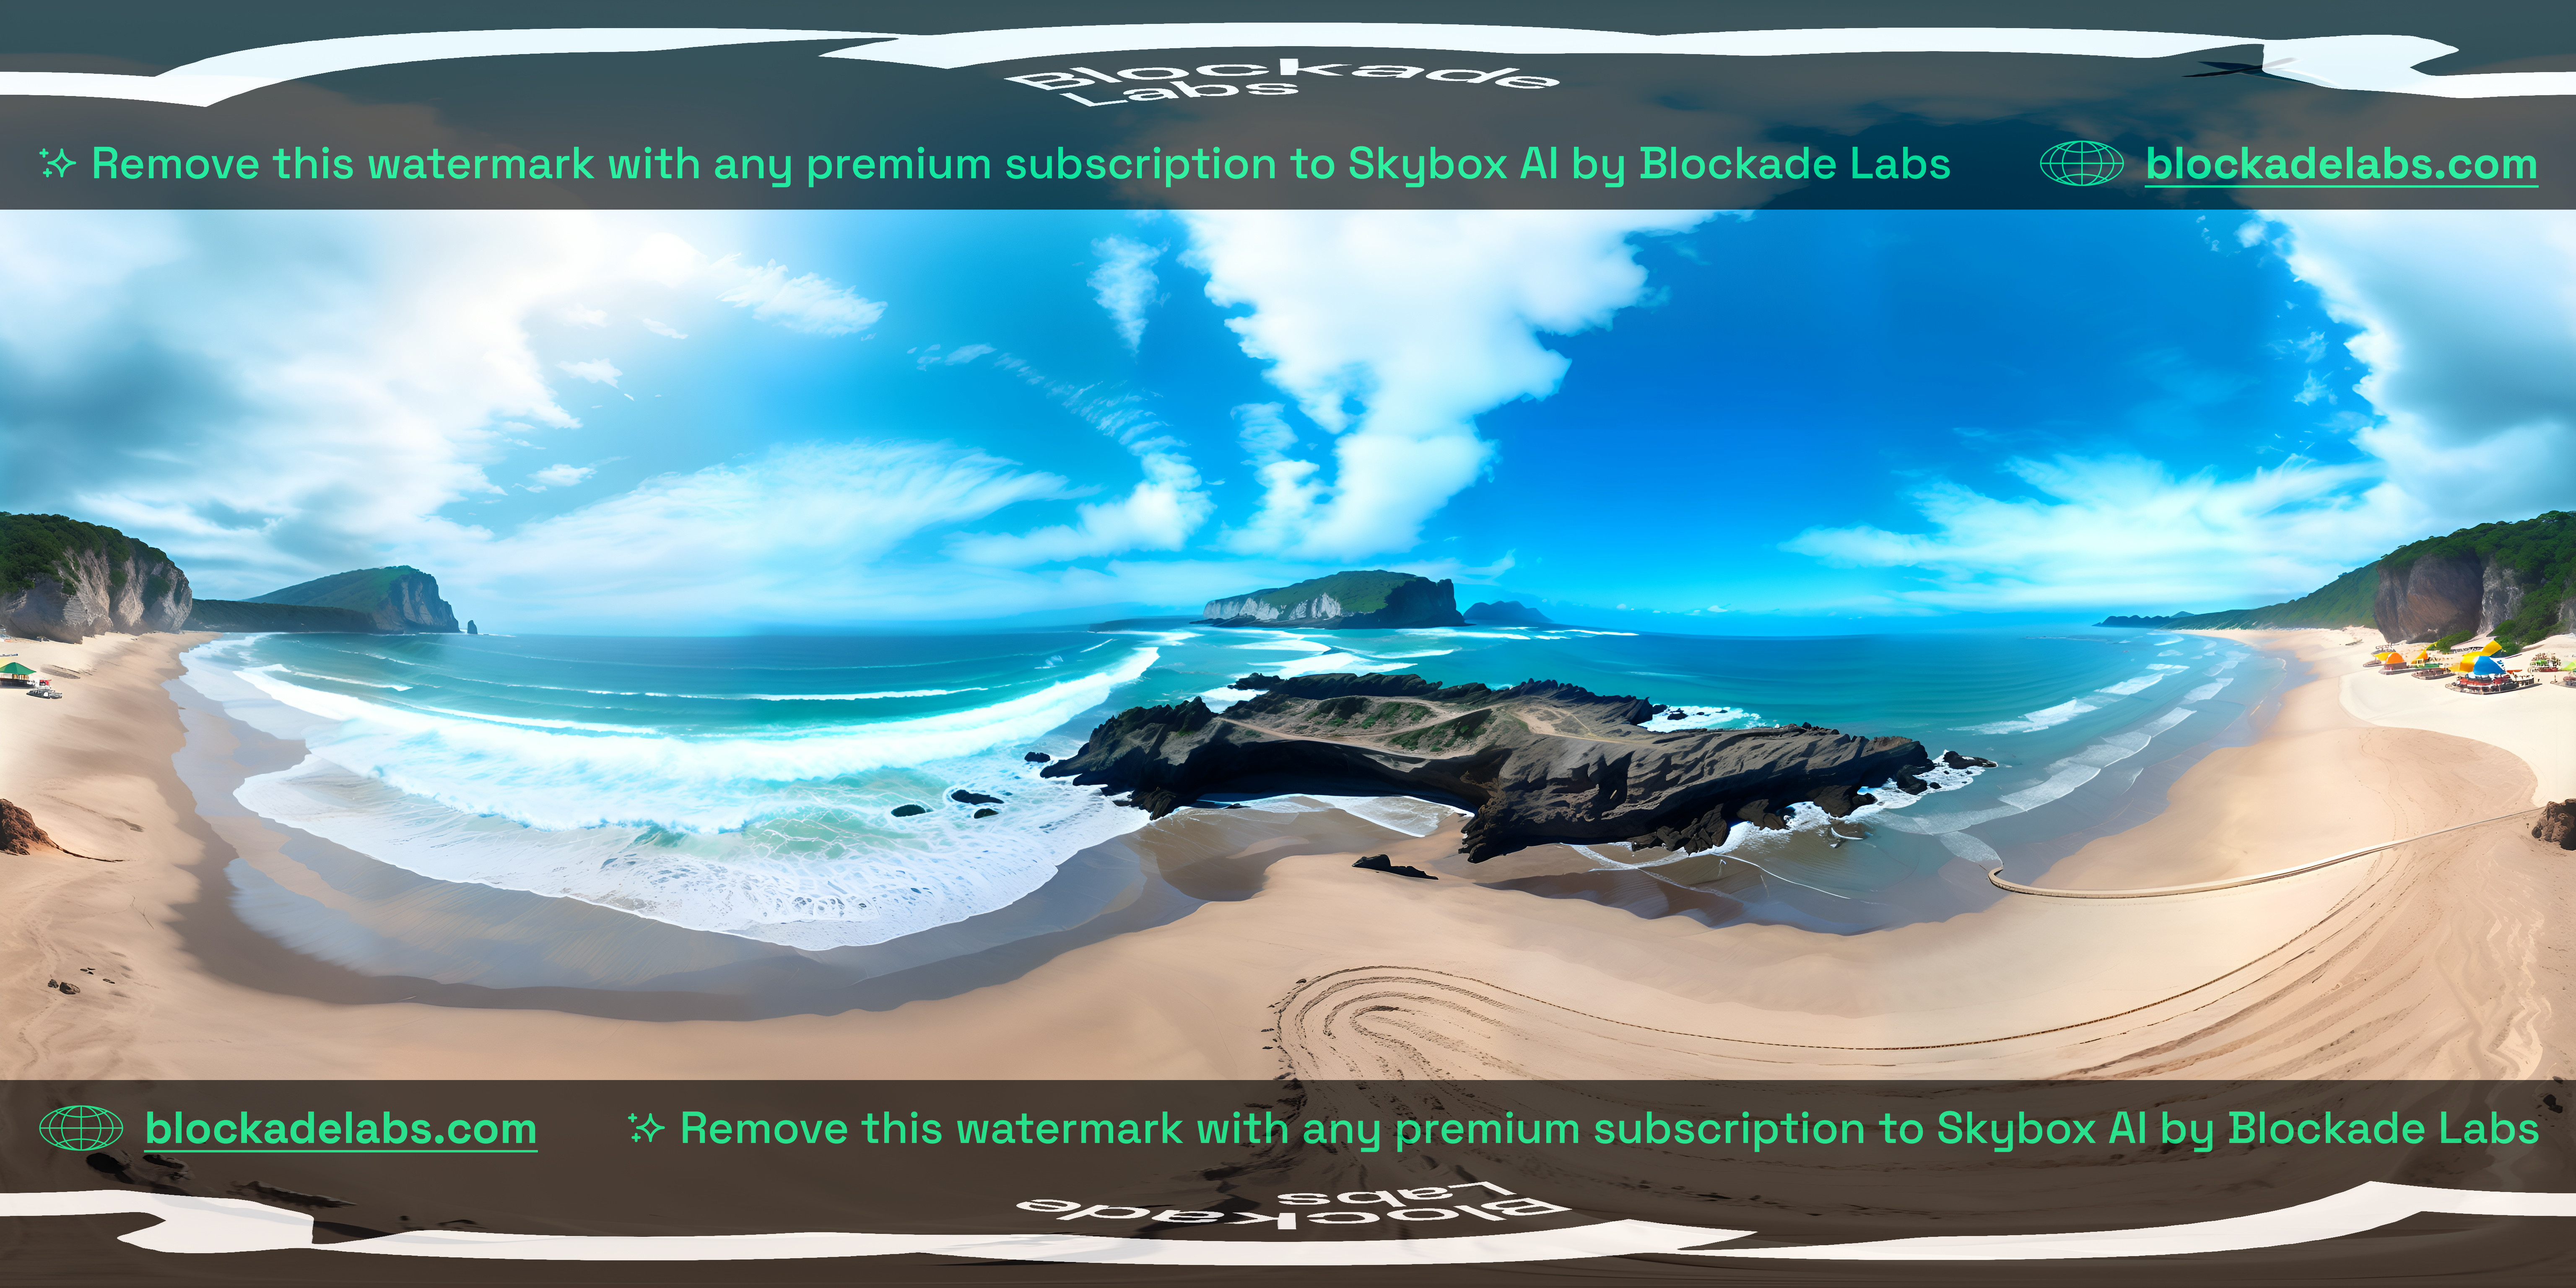 Blockade
Labs
Remove this watermark with any premium subscription to Skybox AI by Blockade Labs
blockadelabs.com
blockadelabs.com
Remove this watermark with any premium subscription to Skybox AI by Blockade Labs
Labs
Blockade